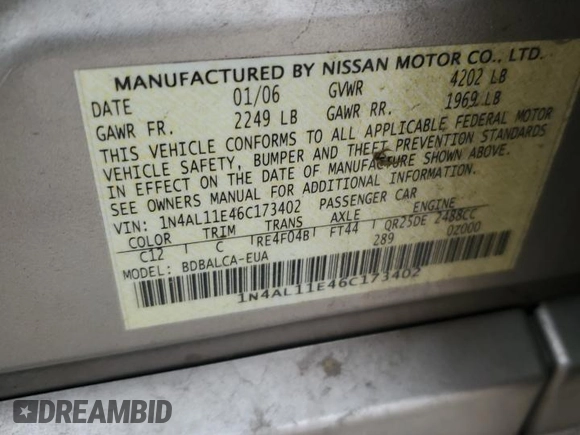 MANUFACTURED BY NISSAN MOTOR CO., LTD.
DATE 01/06 GVWR 4202 LB
GAWR FR. 2249 LB GAWR RR. 1969 LB
THIS VEHICLE CONFORMS TO ALL APPLICABLE FEDERAL MOTOR
VEHICLE SAFETY, BUMPER AND THEFT PREVENTION STANDARDS
IN EFFECT ON THE DATE OF MANUFACTURE SHOWN ABOVE.
SEE OWNERS MANUAL FOR ADDITIONAL INFORMATION.
VIN: 1N4AL11E46C173402 PASSENGER CAR
COLOR TRIM TRANS AXLE ENGINE
C12 C RE4F04B FT44 QR25DE 2488CC
MODEL: BDBALCA-EUA 289 0Z000
1N4AL11E46C173402
DREAMBID